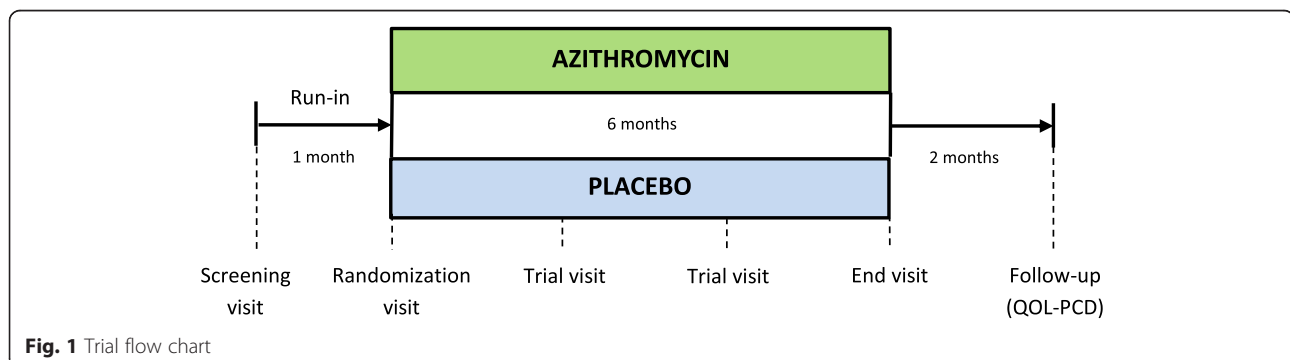 AZITHROMYCIN
Run-in
6 months
1 month
2 months
PLACEBO
Screening visit
Randomization visit
Trial visit
Trial visit
End visit
Follow-up (QOL-PCD)
Fig. 1 Trial flow chart